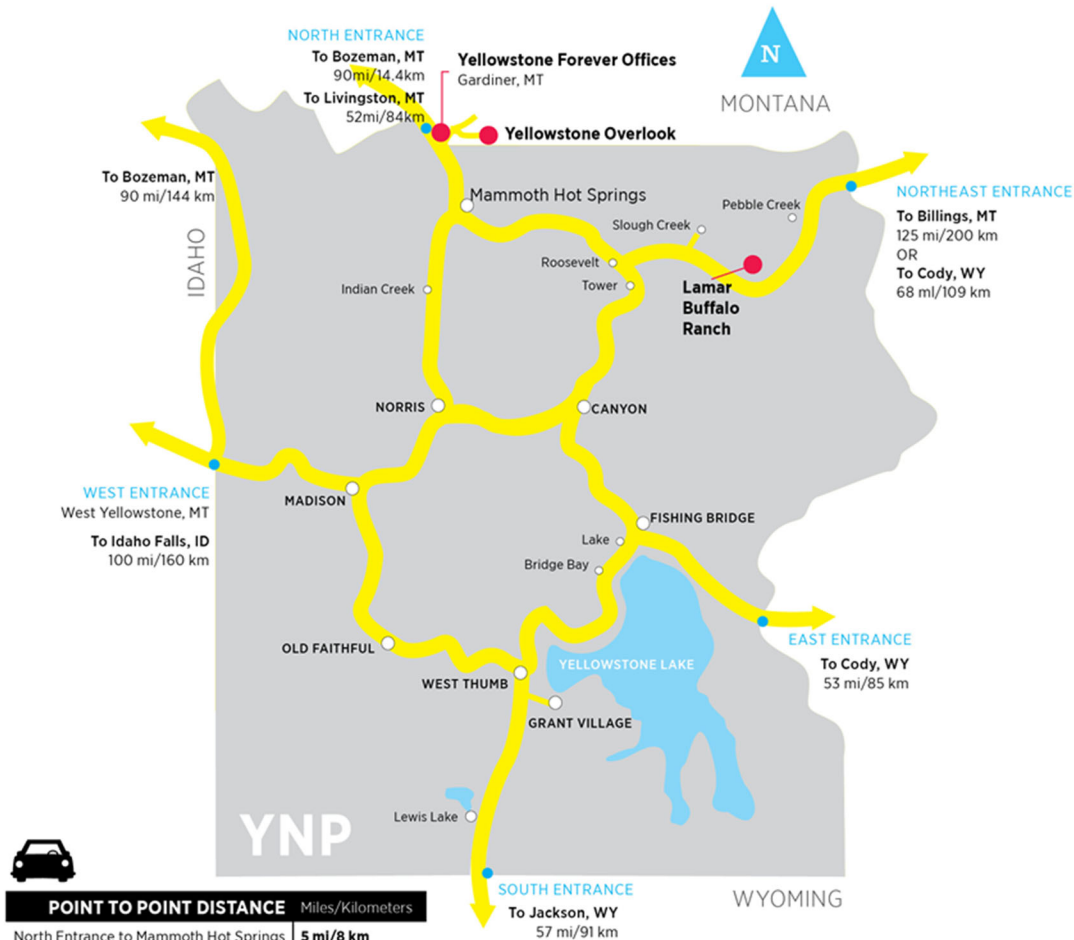 NORTH ENTRANCE
To Bozeman, MT
90mi/14.4km
To Livingston, MT
52mi/84km
Yellowstone Forever Offices
Gardiner, MT
N
MONTANA
Yellowstone Overlook
To Bozeman, MT
90 mi/144 km
IDAHO
Mammoth Hot Springs
NORTHEAST ENTRANCE
To Billings, MT
125 mi/200 km
OR
To Cody, WY
68 ml/109 km
Pebble Creek
Slough Creek
Roosevelt
Tower
Indian Creek
Lamar
Buffalo
Ranch
NORRIS
CANYON
WEST ENTRANCE
West Yellowstone, MT
To Idaho Falls, ID
100 mi/160 km
MADISON
FISHING BRIDGE
Lake
Bridge Bay
EAST ENTRANCE
To Cody, WY
53 mi/85 km
OLD FAITHFUL
YELLOWSTONE LAKE
WEST THUMB
GRANT VILLAGE
Lewis Lake
YNP
SOUTH ENTRANCE
To Jackson, WY
57 mi/91 km
WYOMING
POINT TO POINT DISTANCE Miles/Kilometers
North Entrance to Mammoth Hot Springs 5 mi/8 km